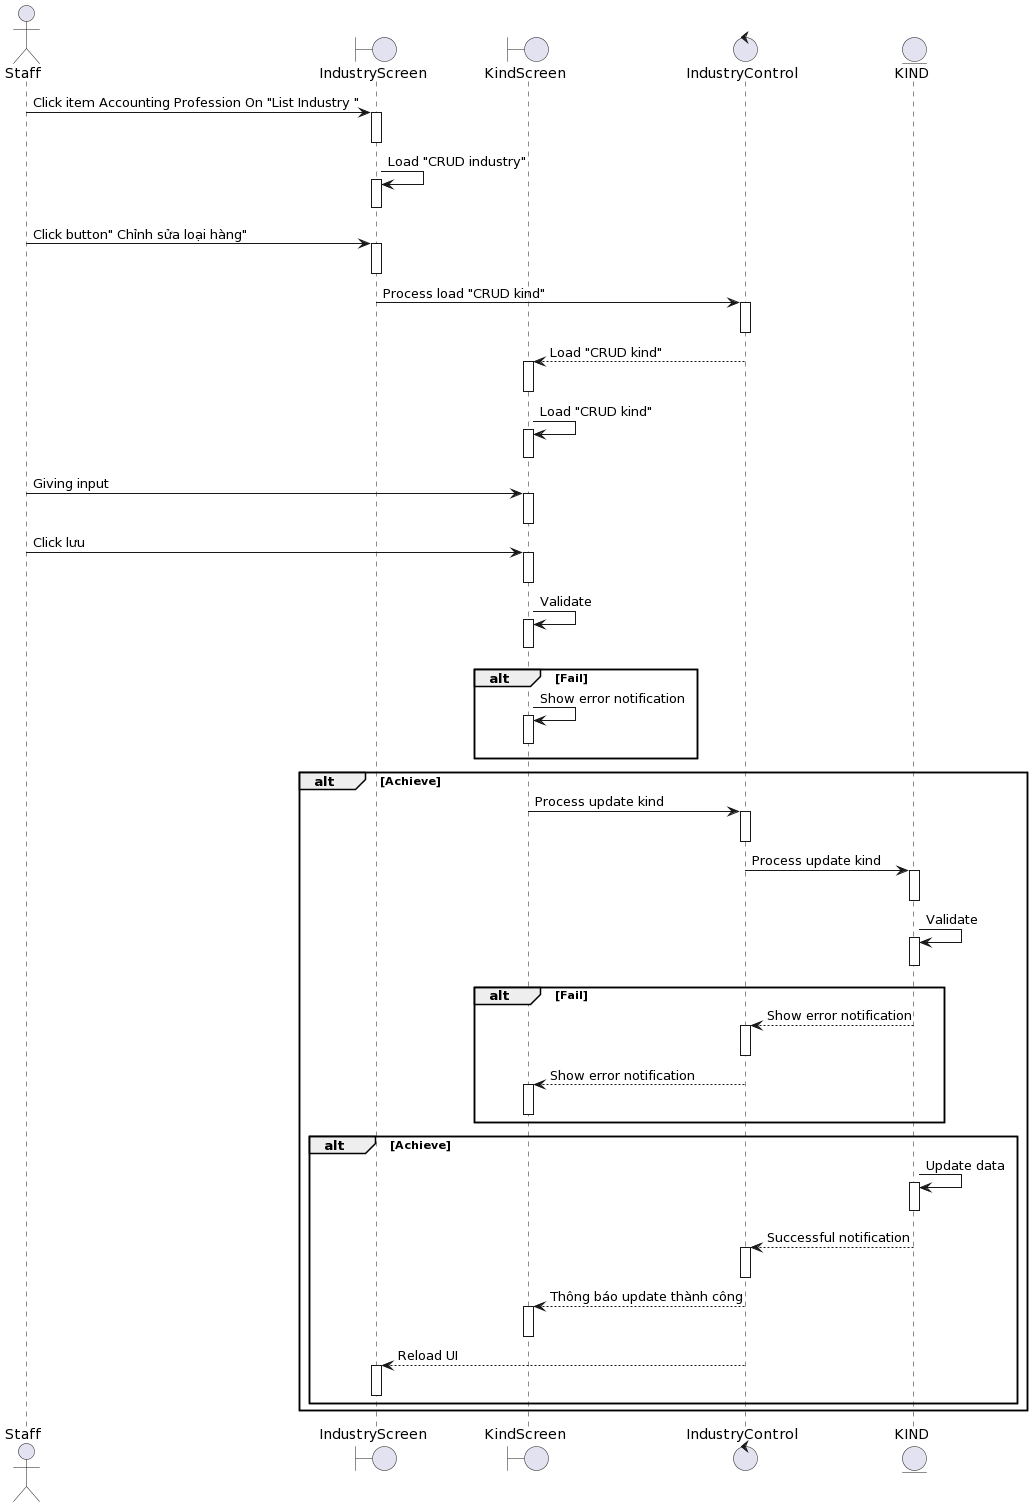 Staff
IndustryScreen
KindScreen
IndustryControl
KIND
Click item Accounting Profession On "List Industry "
Load "CRUD industry"
Click button" Chỉnh sửa loại hàng"
Process load "CRUD kind"
Load "CRUD kind"
Load "CRUD kind"
Giving input
Click lưu
Validate
alt [Fail]
Show error notification
alt [Achieve]
Process update kind
Process update kind
Validate
alt [Fail]
Show error notification
Show error notification
alt [Achieve]
Update data
Successful notification
Thông báo update thành công
Reload UI
Staff
IndustryScreen
KindScreen
IndustryControl
KIND